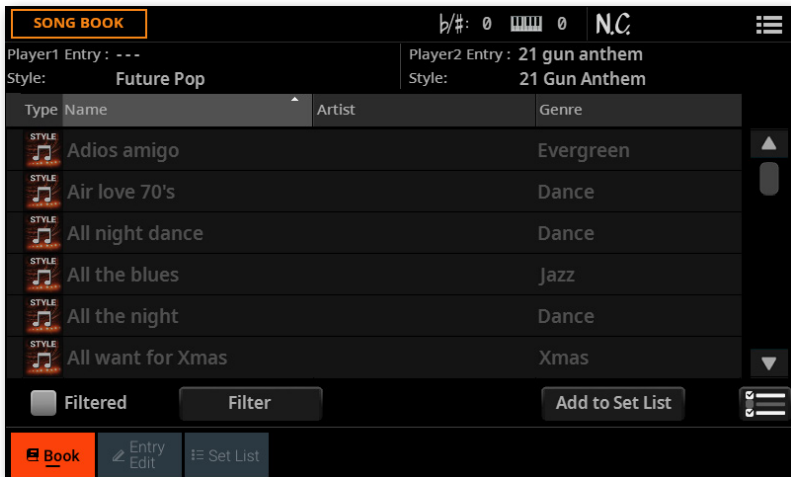 SONG BOOK b/#: 0 0 N.C.
Player1 Entry : --- Player2 Entry : 21 gun anthem
Style: Future Pop Style: 21 Gun Anthem
Type Name Artist Genre
STYLE Adios amigo Evergreen
STYLE Air love 70's Dance
STYLE All night dance Dance
STYLE All the blues Jazz
STYLE All the night Dance
STYLE All want for Xmas Xmas
Filtered Filter Add to Set List
Book Entry Edit Set List